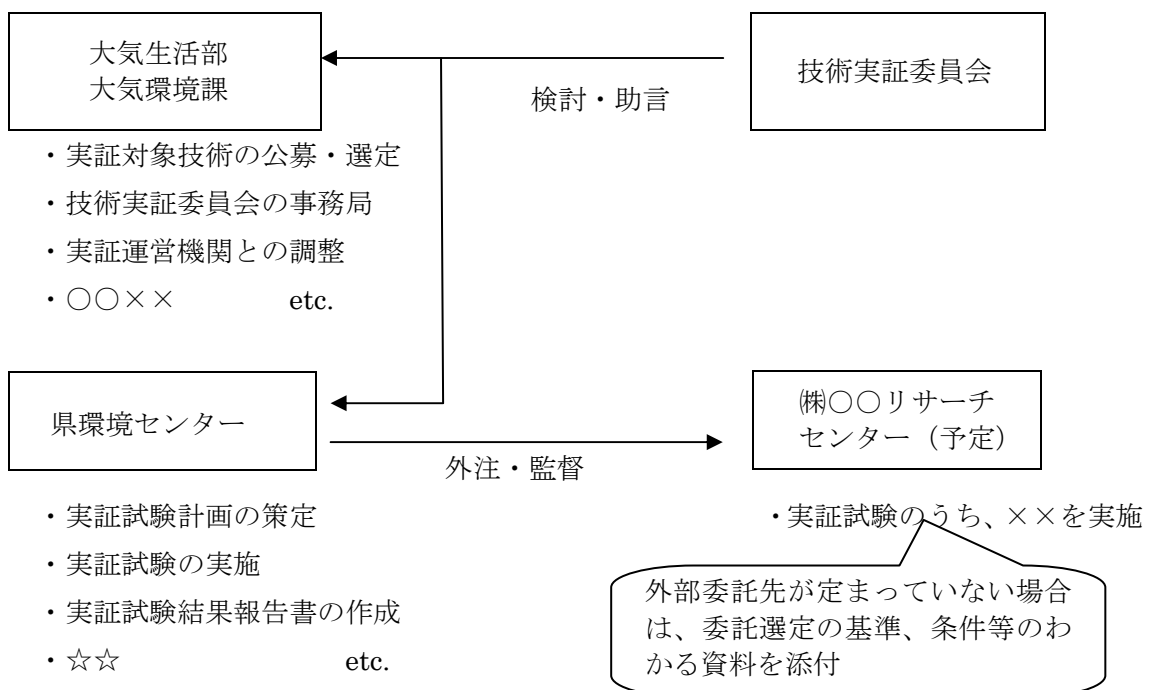 大気生活部
大気環境課
技術実証委員会
検討・助言
・実証対象技術の公募・選定
・技術実証委員会の事務局
・実証運営機関との調整
・○○×× etc.
県環境センター
外注・監督
㈱○○リサーチ
センター（予定）
・実証試験計画の策定
・実証試験の実施
・実証試験結果報告書の作成
・☆☆ etc.
・実証試験のうち、××を実施
外部委託先が定まっていない場合
は、委託選定の基準、条件等のわ
かる資料を添付